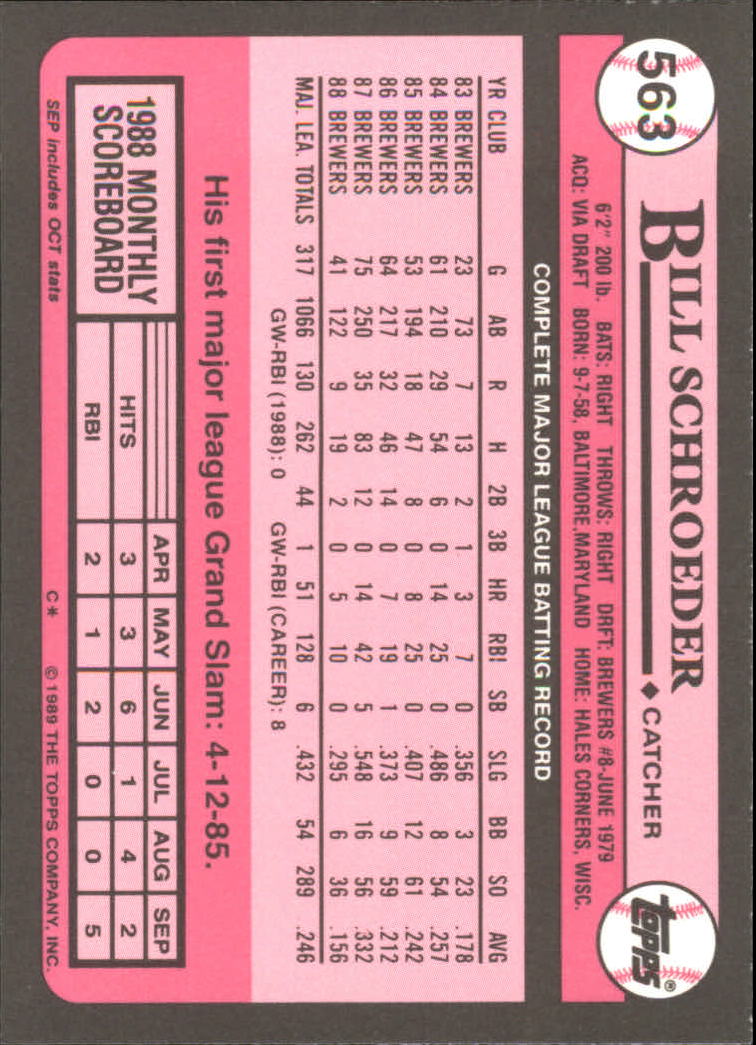 563
BILL SCHROEDER ♦ CATCHER
topps®
6'2" 200 lb. BATS: RIGHT THROWS: RIGHT DRFT: BREWERS #8-JUNE 1979
ACQ: VIA DRAFT BORN: 9-7-58, BALTIMORE, MARYLAND HOME: HALES CORNERS, WISC.
COMPLETE MAJOR LEAGUE BATTING RECORD
YR CLUB G AB R H 2B 3B HR RBI SB SLG BB SO AVG
83 BREWERS 23 73 7 13 2 1 3 7 0 .356 3 23 .178
84 BREWERS 61 210 29 54 6 0 14 25 0 .486 8 54 .257
85 BREWERS 53 194 18 47 8 0 8 25 0 .407 12 61 .242
86 BREWERS 64 217 32 46 14 0 7 19 1 .373 9 59 .212
87 BREWERS 75 250 35 83 12 0 14 42 5 .548 16 56 .332
88 BREWERS 41 122 9 19 2 0 5 10 0 .295 6 36 .156
MAJ. LEA. TOTALS 317 1066 130 262 44 1 51 128 6 .432 54 289 .246
GW-RBI (1988): 0 GW-RBI (CAREER): 8
His first major league Grand Slam: 4-12-85.
1988 MONTHLY
SCOREBOARD
APR MAY JUN JUL AUG SEP
HITS 3 3 6 1 4 2
RBI 2 1 2 0 0 5
SEP includes OCT stats C* © 1989 THE TOPPS COMPANY, INC.